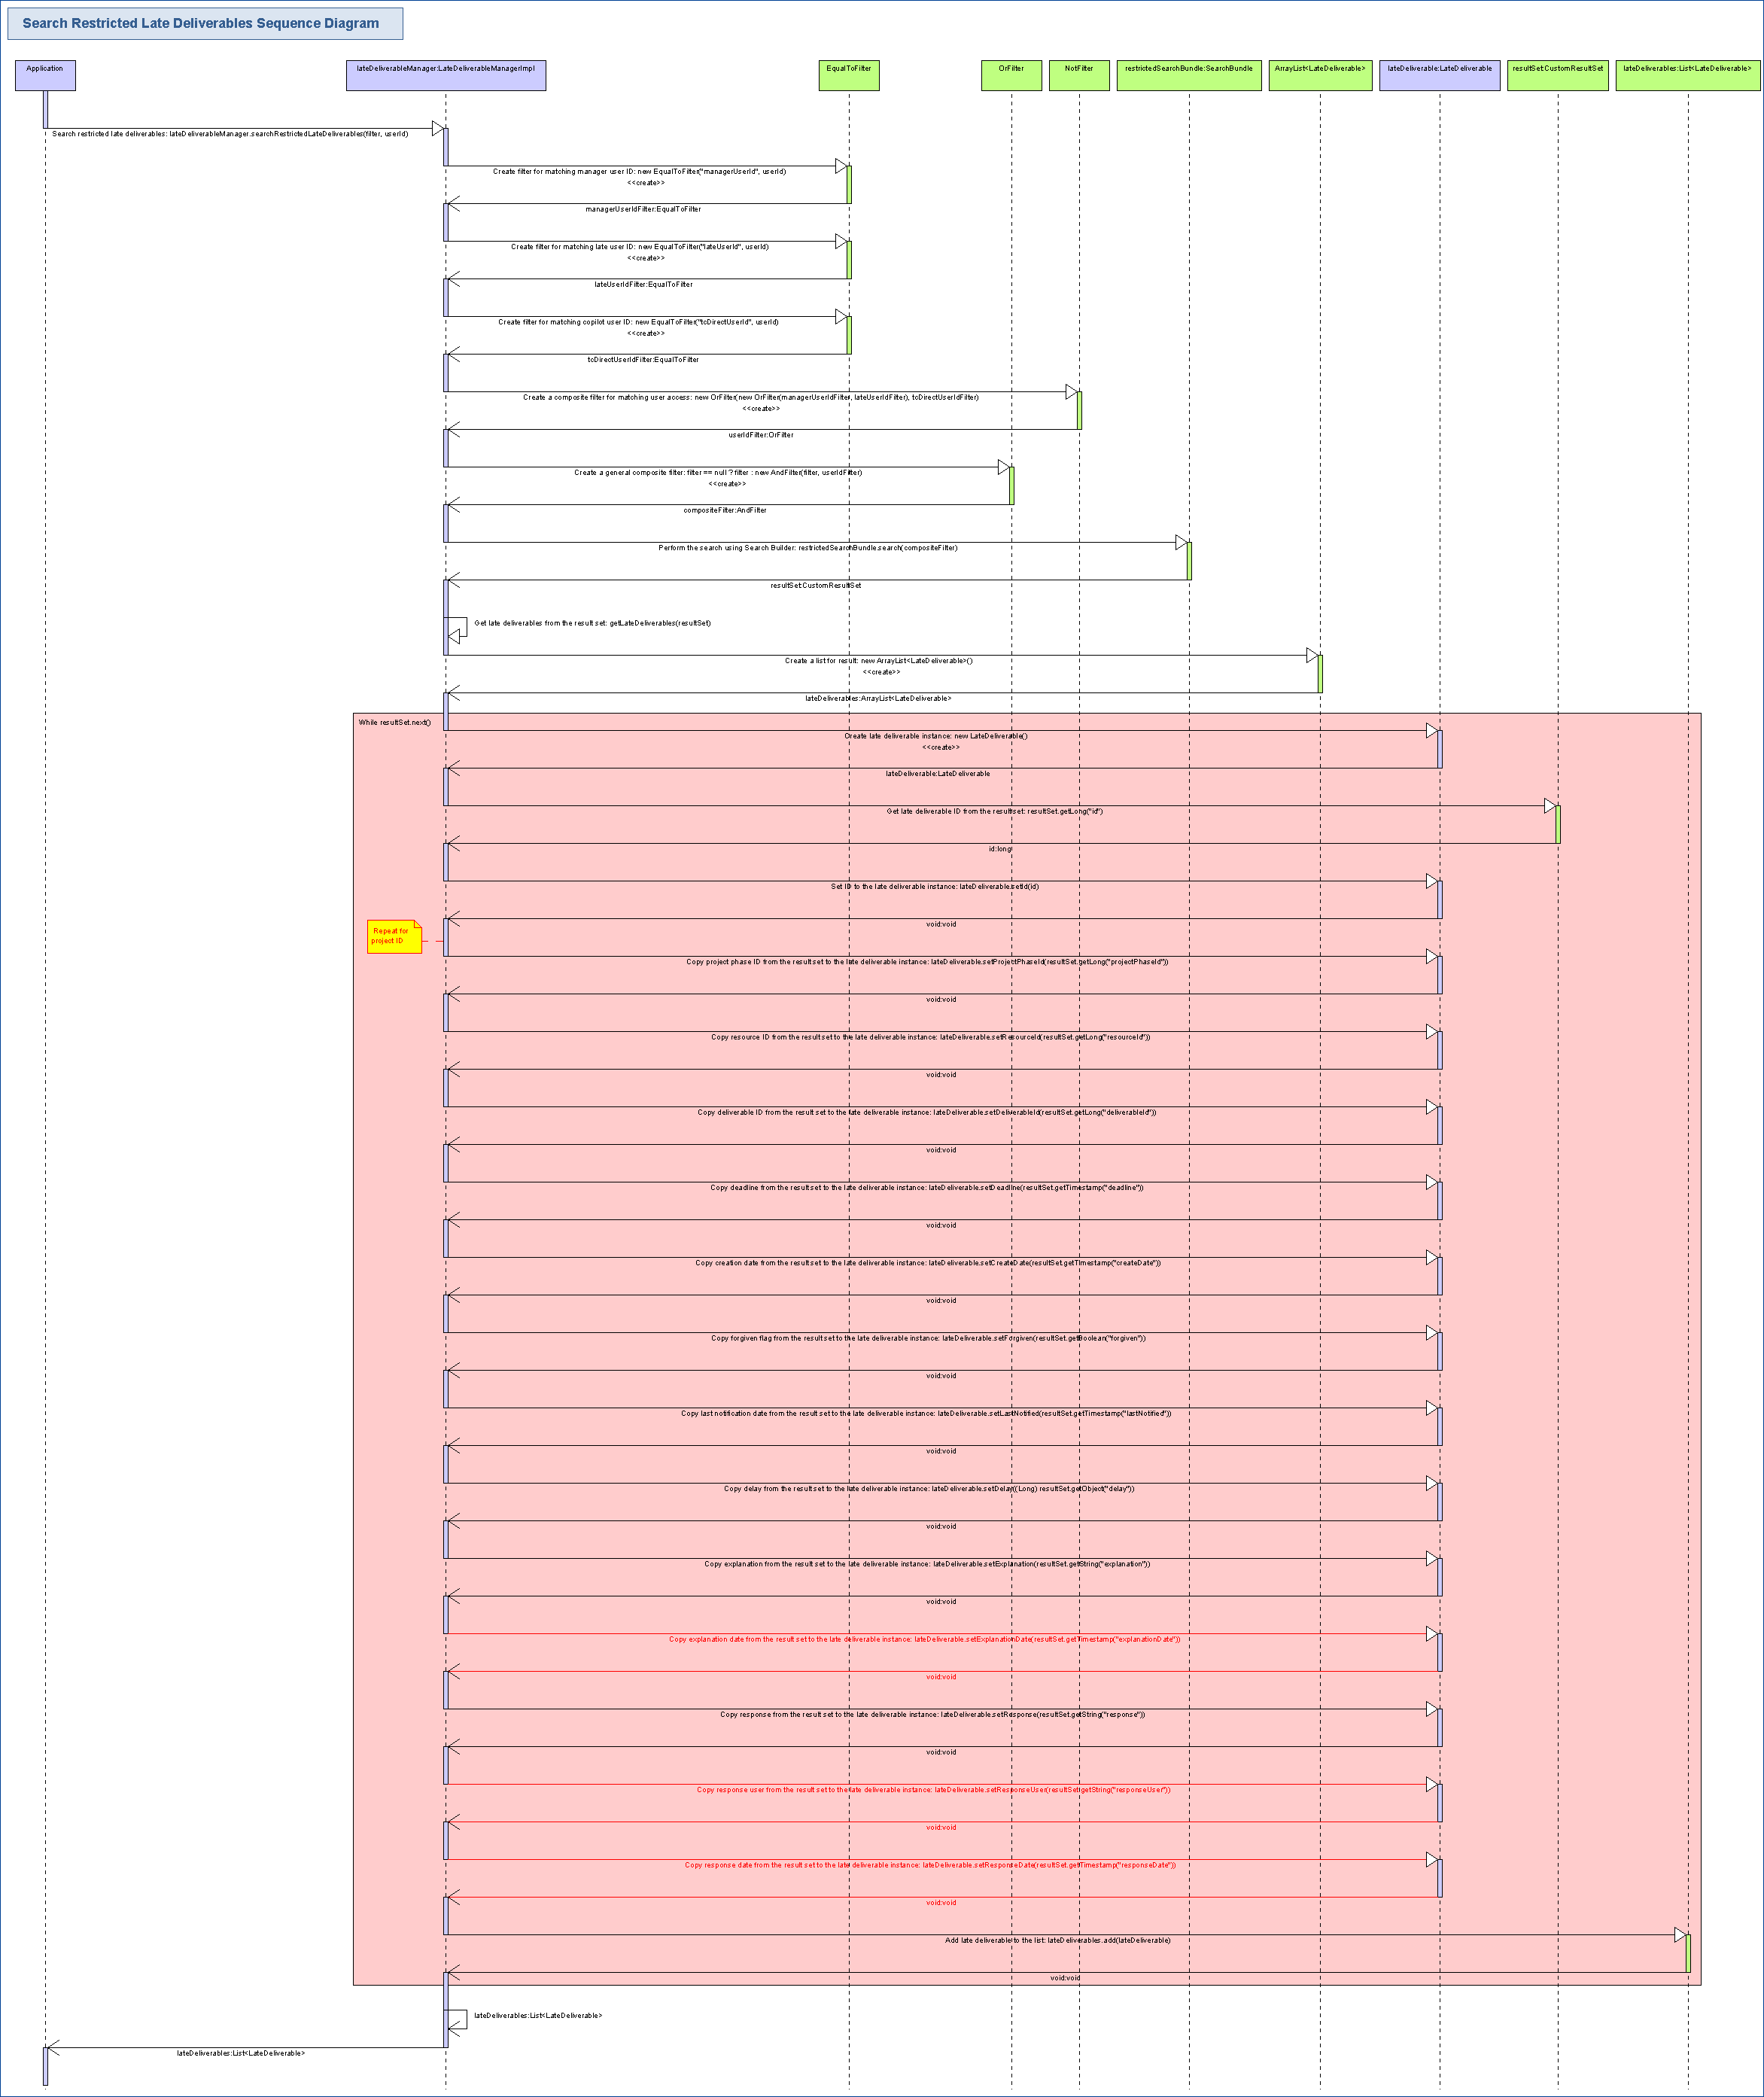 Search Restricted Late Deliverables Sequence Diagram
Application
lateDeliverableManager:LateDeliverableManagerImpl
EqualToFilter
OrFilter
NotFilter
restrictedSearchBundle:SearchBundle
ArrayList<LateDeliverable>
lateDeliverable:LateDeliverable
resultSet:CustomResultSet
lateDeliverables:List<LateDeliverable>
Search restricted late deliverables: lateDeliverableManager.searchRestrictedLateDeliverables(filter, userId)
Create filter for matching manager user ID: new EqualToFilter("managerUserId", userId)
<<create>>
managerUserIdFilter:EqualToFilter
Create filter for matching late user ID: new EqualToFilter("lateUserId", userId)
<<create>>
lateUserIdFilter:EqualToFilter
Create filter for matching copilot user ID: new EqualToFilter("tcDirectUserId", userId)
<<create>>
tcDirectUserIdFilter:EqualToFilter
Create a composite filter for matching user access: new OrFilter(new OrFilter(managerUserIdFilter, lateUserIdFilter), tcDirectUserIdFilter)
<<create>>
userIdFilter:OrFilter
Create a general composite filter: filter == null ? filter : new AndFilter(filter, userIdFilter)
<<create>>
compositeFilter:AndFilter
Perform the search using Search Builder: restrictedSearchBundle.search(compositeFilter)
resultSet:CustomResultSet
Get late deliverables from the result set: getLateDeliverables(resultSet)
Create a list for result: new ArrayList<LateDeliverable>()
<<create>>
lateDeliverables:ArrayList<LateDeliverable>
While resultSet.next()
Create late deliverable instance: new LateDeliverable()
<<create>>
lateDeliverable:LateDeliverable
Get late deliverable ID from the result set: resultSet.getLong("id")
id:long
Set ID to the late deliverable instance: lateDeliverable.setId(id)
void:void
Repeat for
project ID
Copy project phase ID from the result set to the late deliverable instance: lateDeliverable.setProjectPhaseId(resultSet.getLong("projectPhaseId"))
void:void
Copy resource ID from the result set to the late deliverable instance: lateDeliverable.setResourceId(resultSet.getLong("resourceId"))
void:void
Copy deliverable ID from the result set to the late deliverable instance: lateDeliverable.setDeliverableId(resultSet.getLong("deliverableId"))
void:void
Copy deadline from the result set to the late deliverable instance: lateDeliverable.setDeadline(resultSet.getTimestamp("deadline"))
void:void
Copy creation date from the result set to the late deliverable instance: lateDeliverable.setCreateDate(resultSet.getTimestamp("createDate"))
void:void
Copy forgiven flag from the result set to the late deliverable instance: lateDeliverable.setForgiven(resultSet.getBoolean("forgiven"))
void:void
Copy last notification date from the result set to the late deliverable instance: lateDeliverable.setLastNotified(resultSet.getTimestamp("lastNotified"))
void:void
Copy delay from the result set to the late deliverable instance: lateDeliverable.setDelay((Long) resultSet.getObject("delay"))
void:void
Copy explanation from the result set to the late deliverable instance: lateDeliverable.setExplanation(resultSet.getString("explanation"))
void:void
Copy explanation date from the result set to the late deliverable instance: lateDeliverable.setExplanationDate(resultSet.getTimestamp("explanationDate"))
void:void
Copy response from the result set to the late deliverable instance: lateDeliverable.setResponse(resultSet.getString("response"))
void:void
Copy response user from the result set to the late deliverable instance: lateDeliverable.setResponseUser(resultSet.getString("responseUser"))
void:void
Copy response date from the result set to the late deliverable instance: lateDeliverable.setResponseDate(resultSet.getTimestamp("responseDate"))
void:void
Add late deliverable to the list: lateDeliverables.add(lateDeliverable)
void:void
lateDeliverables:List<LateDeliverable>
lateDeliverables:List<LateDeliverable>